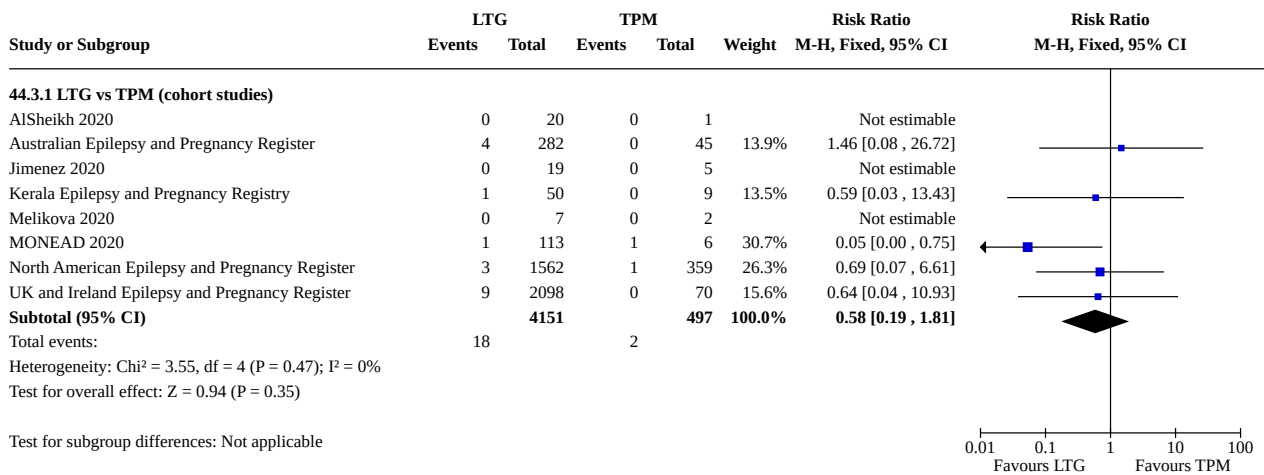 LTG TPM Risk Ratio Risk Ratio
Study or Subgroup Events Total Events Total Weight M-H, Fixed, 95% CI M-H, Fixed, 95% CI
44.3.1 LTG vs TPM (cohort studies)
AlSheikh 2020 0 20 0 1 Not estimable
Australian Epilepsy and Pregnancy Register 4 282 0 45 13.9% 1.46 [0.08 , 26.72]
Jimenez 2020 0 19 0 5 Not estimable
Kerala Epilepsy and Pregnancy Registry 1 50 0 9 13.5% 0.59 [0.03 , 13.43]
Melikova 2020 0 7 0 2 Not estimable
MONEAD 2020 1 113 1 6 30.7% 0.05 [0.00 , 0.75]
North American Epilepsy and Pregnancy Register 3 1562 1 359 26.3% 0.69 [0.07 , 6.61]
UK and Ireland Epilepsy and Pregnancy Register 9 2098 0 70 15.6% 0.64 [0.04 , 10.93]
Subtotal (95% CI) 4151 497 100.0% 0.58 [0.19 , 1.81]
Total events: 18 2
Heterogeneity: Chi² = 3.55, df = 4 (P = 0.47); I² = 0%
Test for overall effect: Z = 0.94 (P = 0.35)
Test for subgroup differences: Not applicable
0.01 0.1 1 10 100
Favours LTG Favours TPM